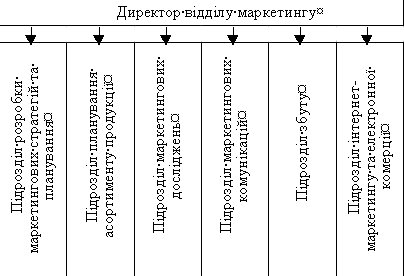 Директор·відділу·маркетингу¤
Підрозділ·розробки·
маркетингових·стратегій·та·
планування¤
Підрозділ·планування·
асортименту·продукції¤
Підрозділ·маркетингових·
досліджень¤
Підрозділ·маркетингових·
комунікацій¤
Підрозділ·збуту¤
Підрозділ·інтернет-
маркетингу·та·електронної·
комерції¤